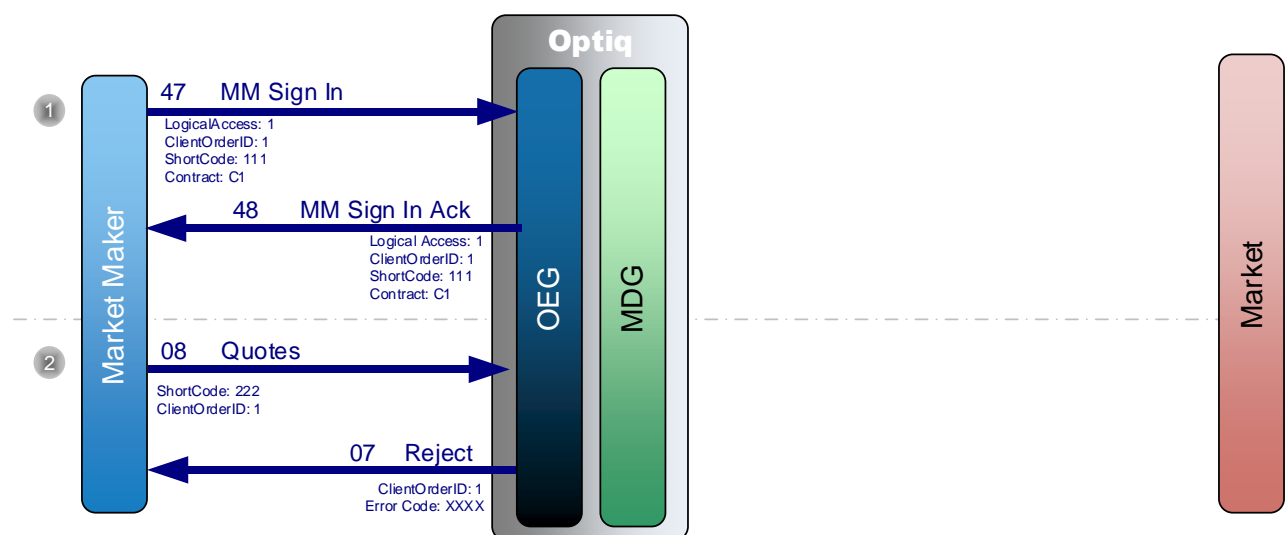 Optiq
1
47 MM Sign In
LogicalAccess: 1
ClientOrderID: 1
ShortCode: 111
Contract: C1
48 MM Sign In Ack
Logical Access: 1
ClientOrderID: 1
ShortCode: 111
Contract: C1
Market Maker
OEG
MDG
Market
2
08 Quotes
ShortCode: 222
ClientOrderID: 1
07 Reject
ClientOrderID: 1
Error Code: XXXX